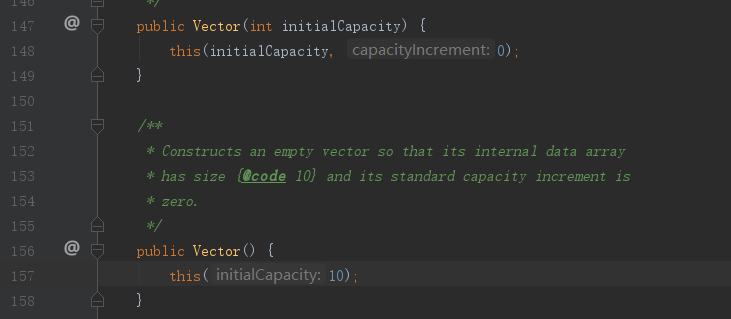 146 */
147 @ public Vector(int initialCapacity) {
148 this(initialCapacity, capacityIncrement: 0);
149 }
150
151 /**
152 * Constructs an empty vector so that its internal data array
153 * has size {@code 10} and its standard capacity increment is
154 * zero.
155 */
156 @ public Vector() {
157 this( initialCapacity: 10);
158 }